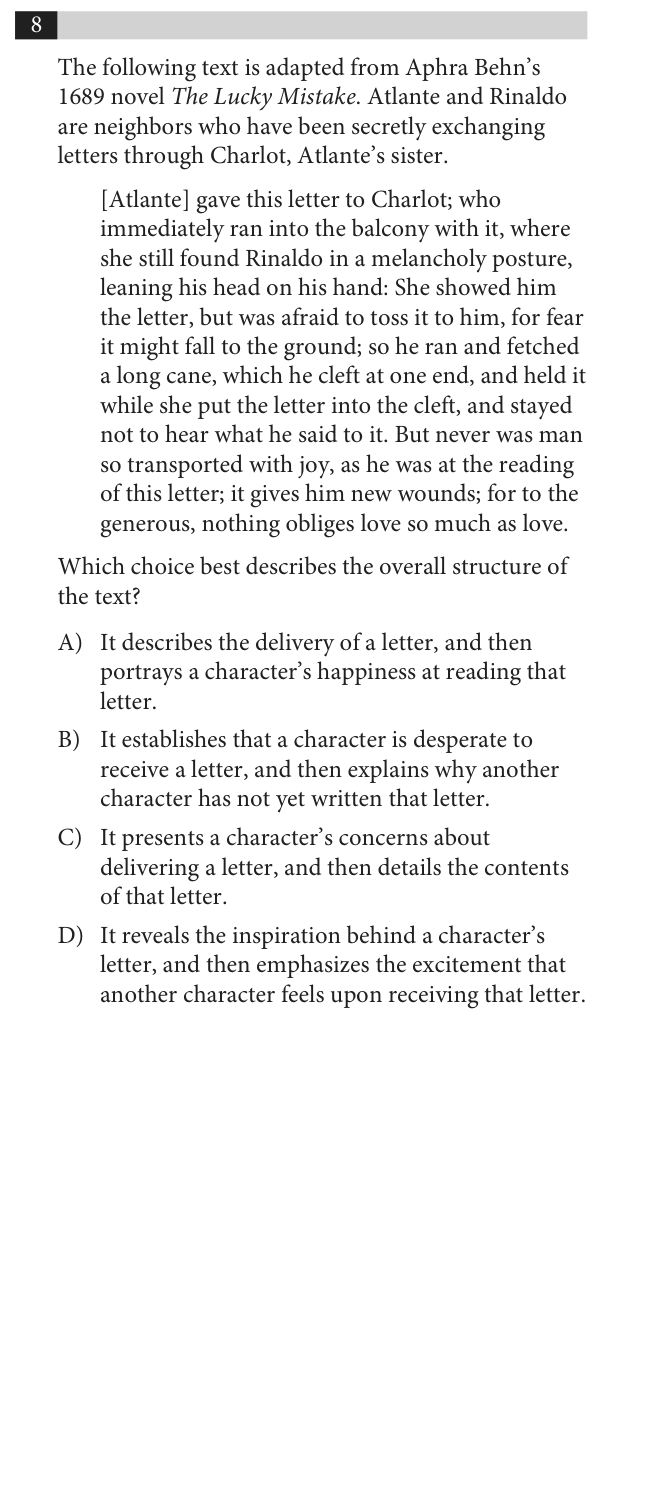 8
The following text is adapted from Aphra Behn’s
1689 novel The Lucky Mistake. Atlante and Rinaldo
are neighbors who have been secretly exchanging
letters through Charlot, Atlante’s sister.
[Atlante] gave this letter to Charlot; who
immediately ran into the balcony with it, where
she still found Rinaldo in a melancholy posture,
leaning his head on his hand: She showed him
the letter, but was afraid to toss it to him, for fear
it might fall to the ground; so he ran and fetched
a long cane, which he cleft at one end, and held it
while she put the letter into the cleft, and stayed
not to hear what he said to it. But never was man
so transported with joy, as he was at the reading
of this letter; it gives him new wounds; for to the
generous, nothing obliges love so much as love.
Which choice best describes the overall structure of
the text?
A) It describes the delivery of a letter, and then
portrays a character’s happiness at reading that
letter.
B) It establishes that a character is desperate to
receive a letter, and then explains why another
character has not yet written that letter.
C) It presents a character’s concerns about
delivering a letter, and then details the contents
of that letter.
D) It reveals the inspiration behind a character’s
letter, and then emphasizes the excitement that
another character feels upon receiving that letter.